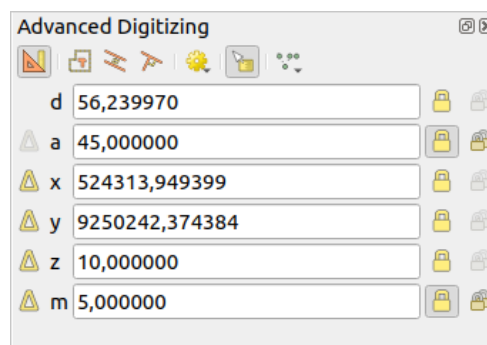 Advanced Digitizing
d 56,239970
a 45,000000
x 524313,949399
y 9250242,374384
z 10,000000
m 5,000000